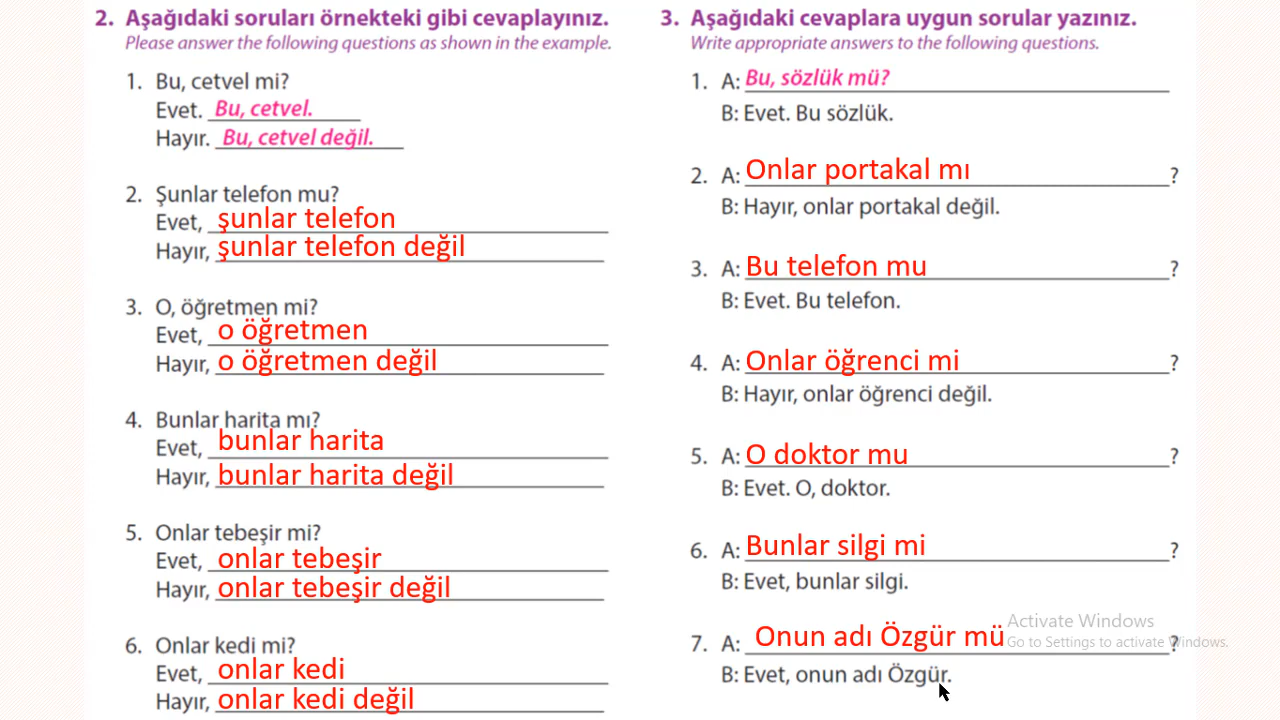 2. Aşağıdaki soruları örnekteki gibi cevaplayınız.
Please answer the following questions as shown in the example.
1. Bu, cetvel mi?
Evet. Bu, cetvel.
Hayır. Bu, cetvel değil.
2. Şunlar telefon mu?
Evet, şunlar telefon
Hayır, şunlar telefon değil
3. O, öğretmen mi?
Evet, o öğretmen
Hayır, o öğretmen değil
4. Bunlar harita mı?
Evet, bunlar harita
Hayır, bunlar harita değil
5. Onlar tebeşir mi?
Evet, onlar tebeşir
Hayır, onlar tebeşir değil
6. Onlar kedi mi?
Evet, onlar kedi
Hayır, onlar kedi değil
3. Aşağıdaki cevaplara uygun sorular yazınız.
Write appropriate answers to the following questions.
1. A: Bu, sözlük mü?
B: Evet. Bu sözlük.
2. A: Onlar portakal mı ?
B: Hayır, onlar portakal değil.
3. A: Bu telefon mu ?
B: Evet. Bu telefon.
4. A: Onlar öğrenci mi ?
B: Hayır, onlar öğrenci değil.
5. A: O doktor mu ?
B: Evet. O, doktor.
6. A: Bunlar silgi mi ?
B: Evet, bunlar silgi.
7. A: Onun adı Özgür mü ?
B: Evet, onun adı Özgür.
Activate Windows
Go to Settings to activate Windows.